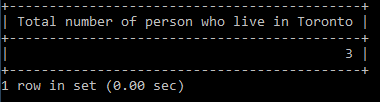 +--------------------------------------------+
| Total number of person who live in Toronto |
+--------------------------------------------+
|                                          3 |
+--------------------------------------------+
1 row in set (0.00 sec)